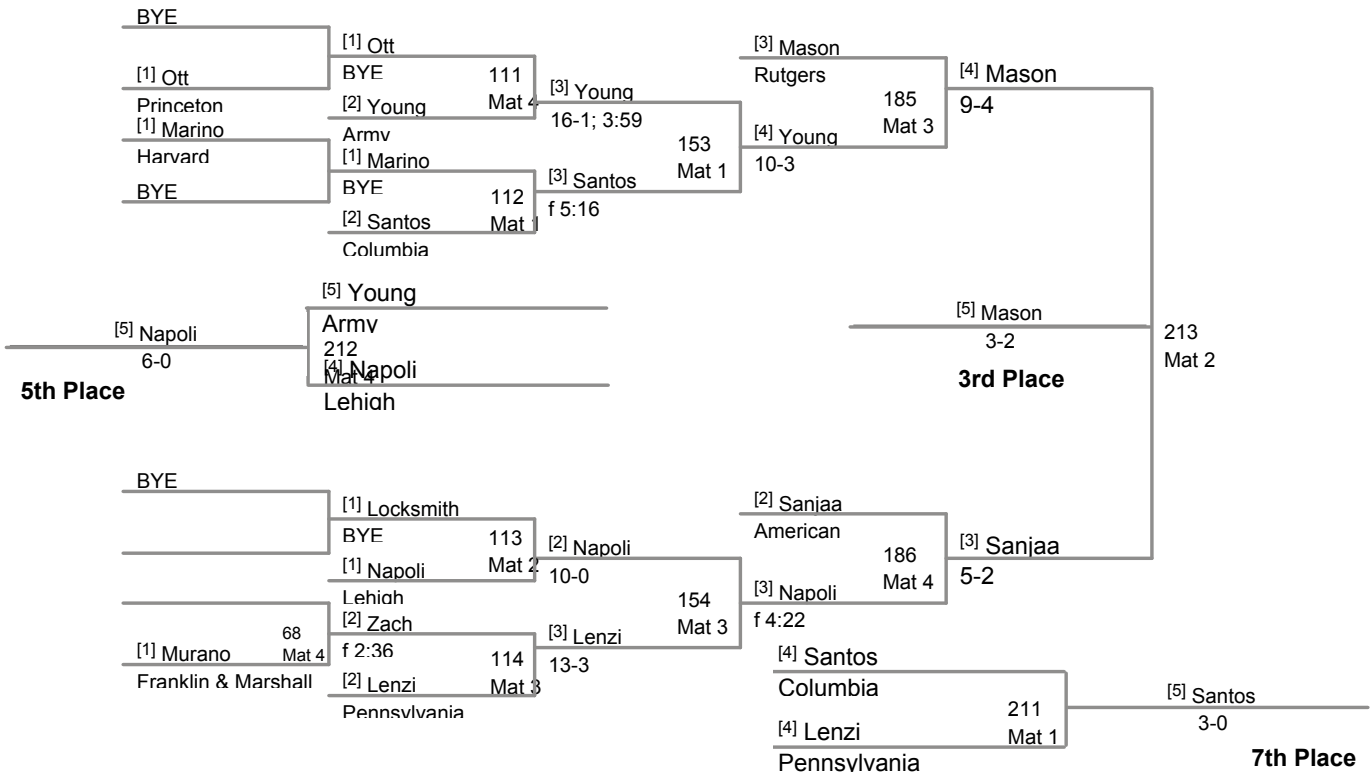 BYE
[1] Ott
Princeton
[1] Marino
Harvard
BYE
[1] Ott
BYE
111
Mat 4
[2] Young
Army
[1] Marino
BYE
112
Mat 1
[2] Santos
Columbia
[3] Young
16-1; 3:59
153
Mat 1
[3] Santos
f 5:16
[3] Mason
Rutgers
185
Mat 3
[4] Young
10-3
[4] Mason
9-4
[5] Young
Army
212
Mat 4
[4] Napoli
Lehigh
[5] Napoli
6-0
5th Place
[5] Mason
3-2
3rd Place
213
Mat 2
BYE
[1] Locksmith
BYE
113
Mat 2
[1] Napoli
Lehigh
68
Mat 4
[1] Murano
Franklin & Marshall
[2] Zach
f 2:36
114
Mat 3
[2] Lenzi
Pennsylvania
[2] Napoli
10-0
154
Mat 3
[3] Lenzi
13-3
[2] Sanjaa
American
186
Mat 4
[3] Napoli
f 4:22
[3] Sanjaa
5-2
[4] Santos
Columbia
211
Mat 1
[4] Lenzi
Pennsylvania
[5] Santos
3-0
7th Place